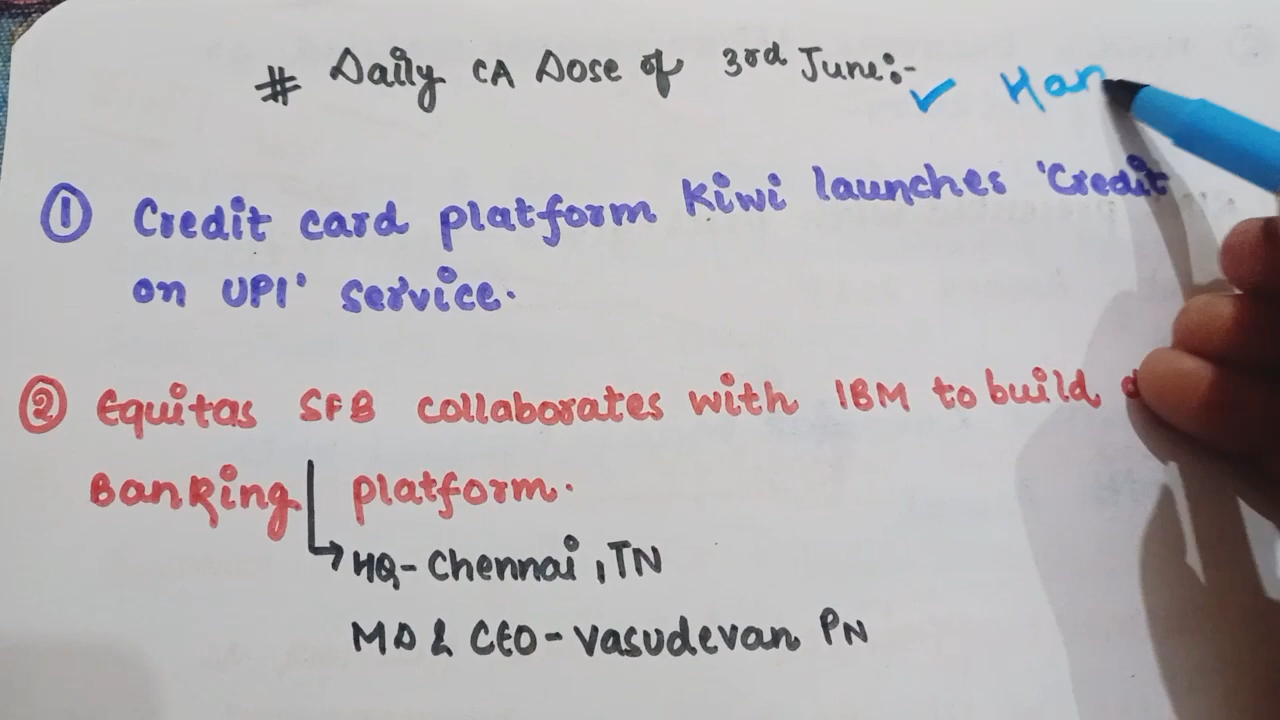 # Daily CA Dose of 3rd June:- ✓ Han
① Credit card platform Kiwi launches 'Credit
on UPI' service.
② Equitas SFB collaborates with IBM to build
Banking platform.
HQ- Chennai, TN
MD & CEO - Vasudevan PN